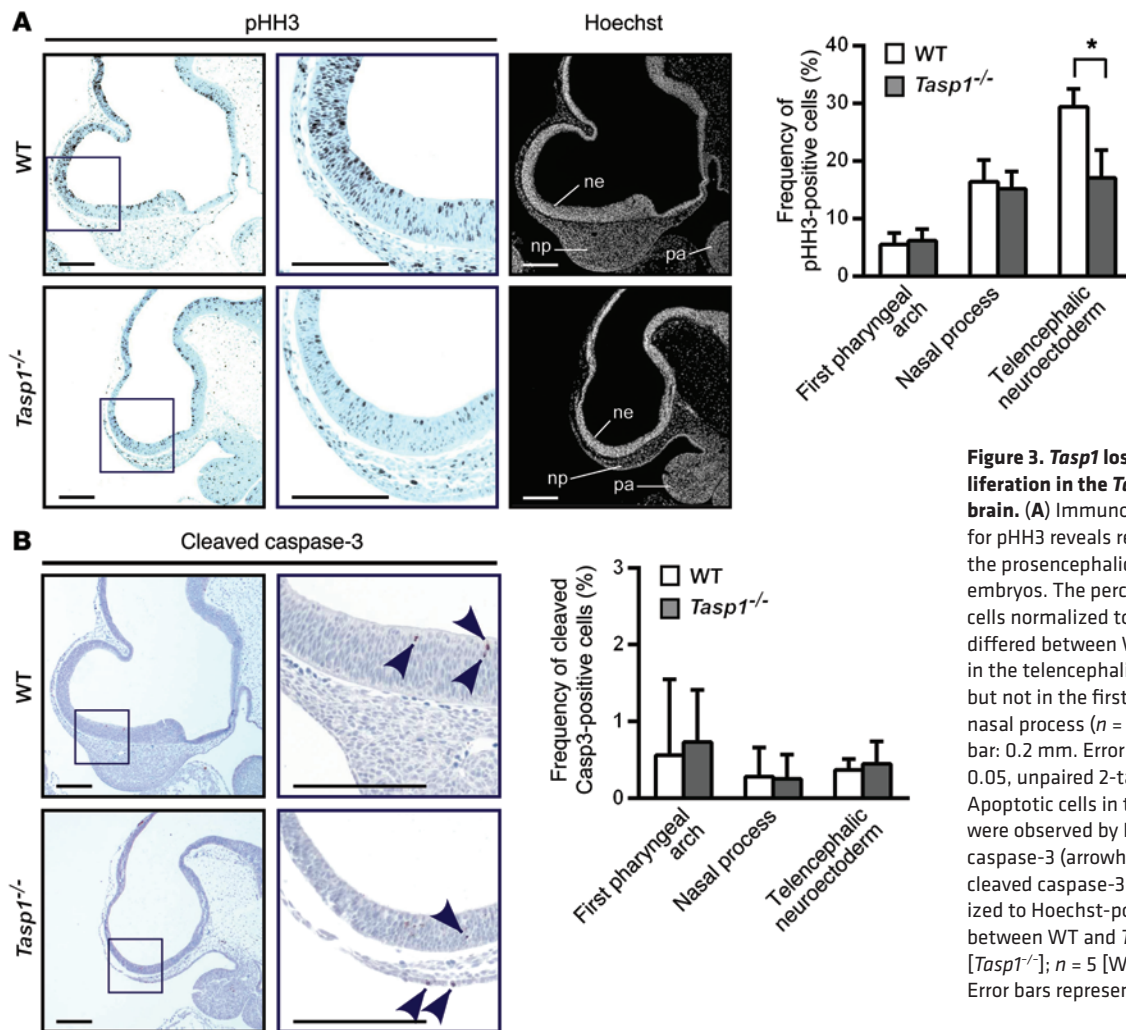 A
pHH3
Hoechst
WT
ne
np
pa
Tasp1-/-
ne
np
pa
Frequency of
pHH3-positive cells (%)
40
30
20
10
0
WT
Tasp1-/-
*
First pharyngeal
arch
Nasal process
Telencephalic
neuroectoderm
B
Cleaved caspase-3
WT
Tasp1-/-
Frequency of cleaved
Casp3-positive cells (%)
3
2
1
0
WT
Tasp1-/-
First pharyngeal
arch
Nasal process
Telencephalic
neuroectoderm
Figure 3. Tasp1 los
liferation in the Ta
brain. (A) Immuno
for pHH3 reveals re
the prosencephalic
embryos. The perc
cells normalized to
differed between V
in the telencephali
but not in the first
nasal process (n =
bar: 0.2 mm. Error
0.05, unpaired 2-ta
Apoptotic cells in t
were observed by
caspase-3 (arrowh
cleaved caspase-3
ized to Hoechst-po
between WT and T
[Tasp1-/-]; n = 5 [W
Error bars represen